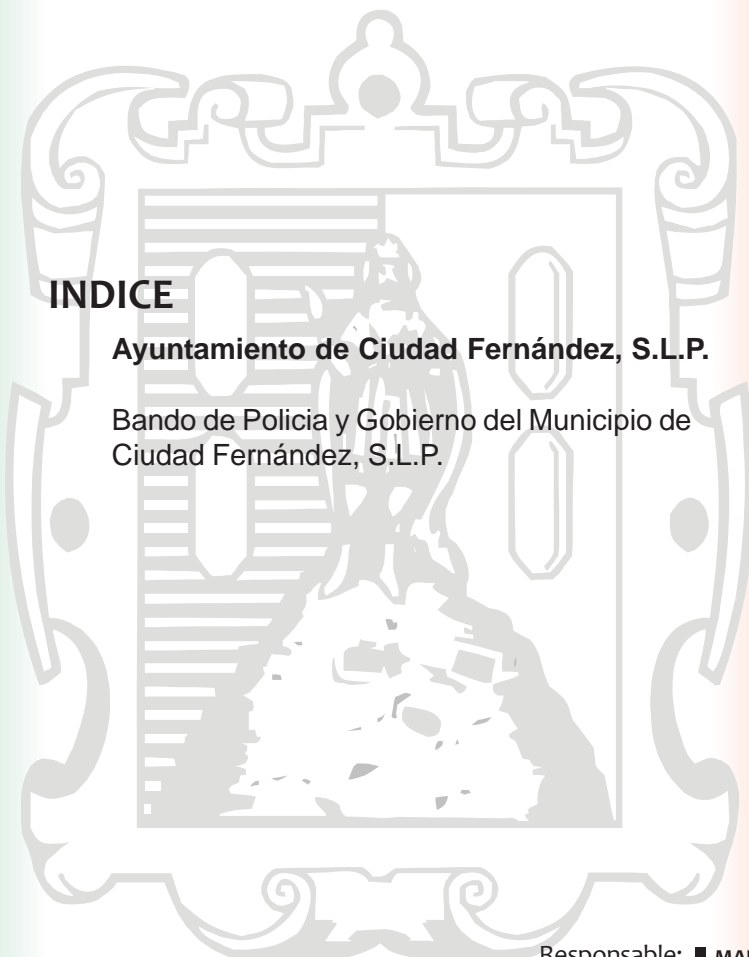 INDICE
Ayuntamiento de Ciudad Fernández, S.L.P.
Bando de Policia y Gobierno del Municipio de
Ciudad Fernández, S.L.P.
Responsable: